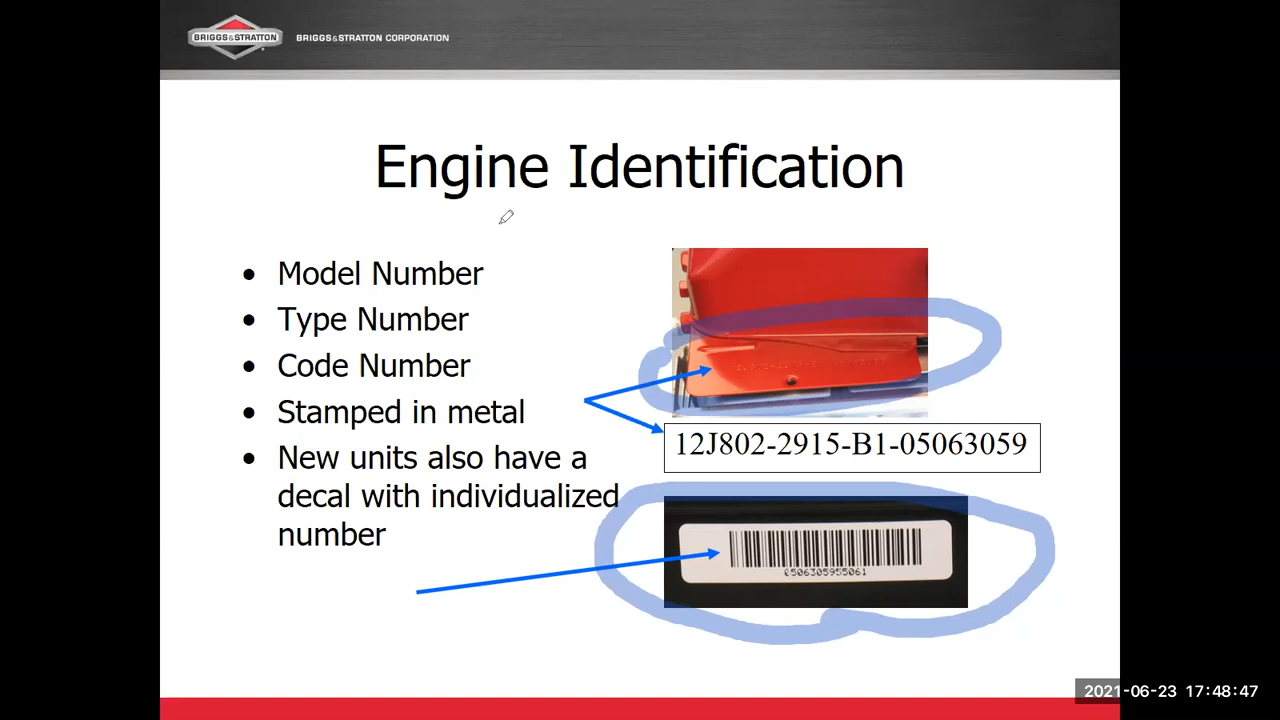 BRIGGS&STRATTON
BRIGGS&STRATTON CORPORATION
Engine Identification
• Model Number
• Type Number
• Code Number
• Stamped in metal
• New units also have a
decal with individualized
number
12J802-2915-B1-05063059
0506305955061
2021-06-23 17:48:47